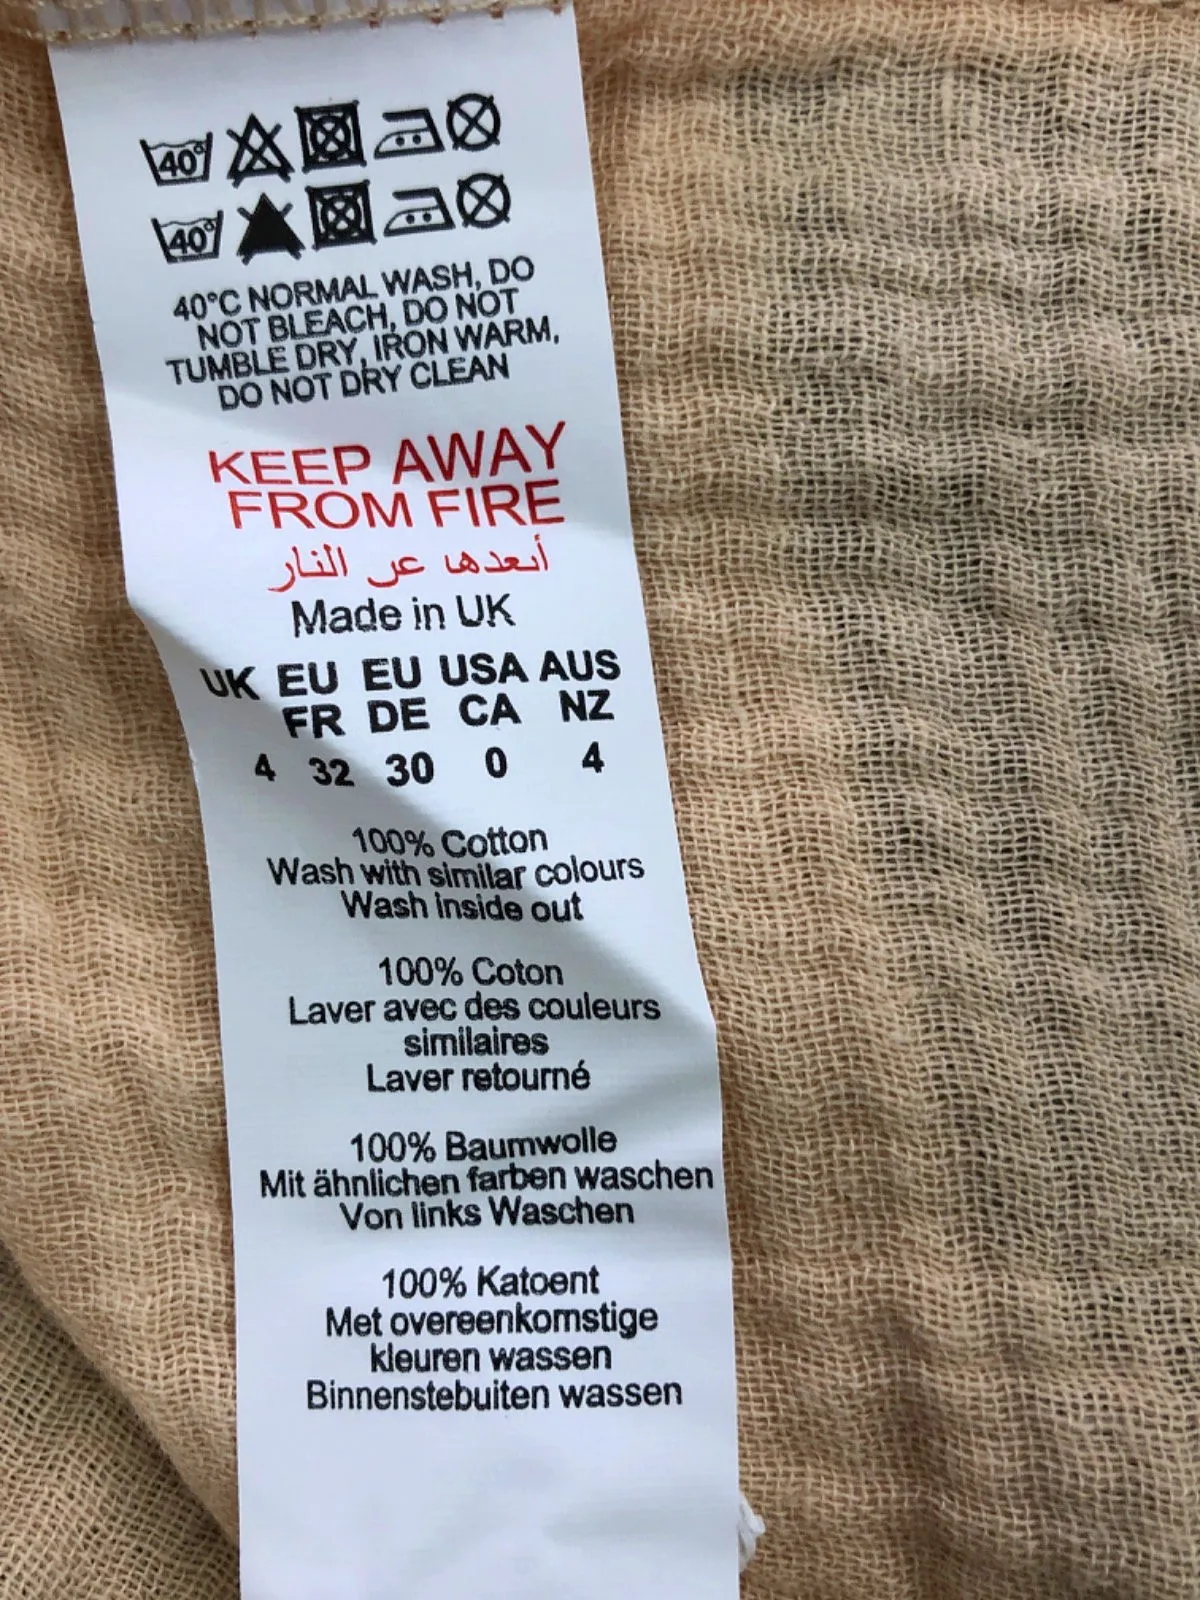 40°
40°
40°C NORMAL WASH, DO
NOT BLEACH, DO NOT
TUMBLE DRY, IRON WARM,
DO NOT DRY CLEAN
KEEP AWAY
FROM FIRE
أبعدها عن النار
Made in UK
UK EU EU USA AUS
FR DE CA NZ
4 32 30 0 4
100% Cotton
Wash with similar colours
Wash inside out
100% Coton
Laver avec des couleurs
similaires
Laver retourné
100% Baumwolle
Mit ähnlichen farben waschen
Von links Waschen
100% Katoent
Met overeenkomstige
kleuren wassen
Binnenstebuiten wassen